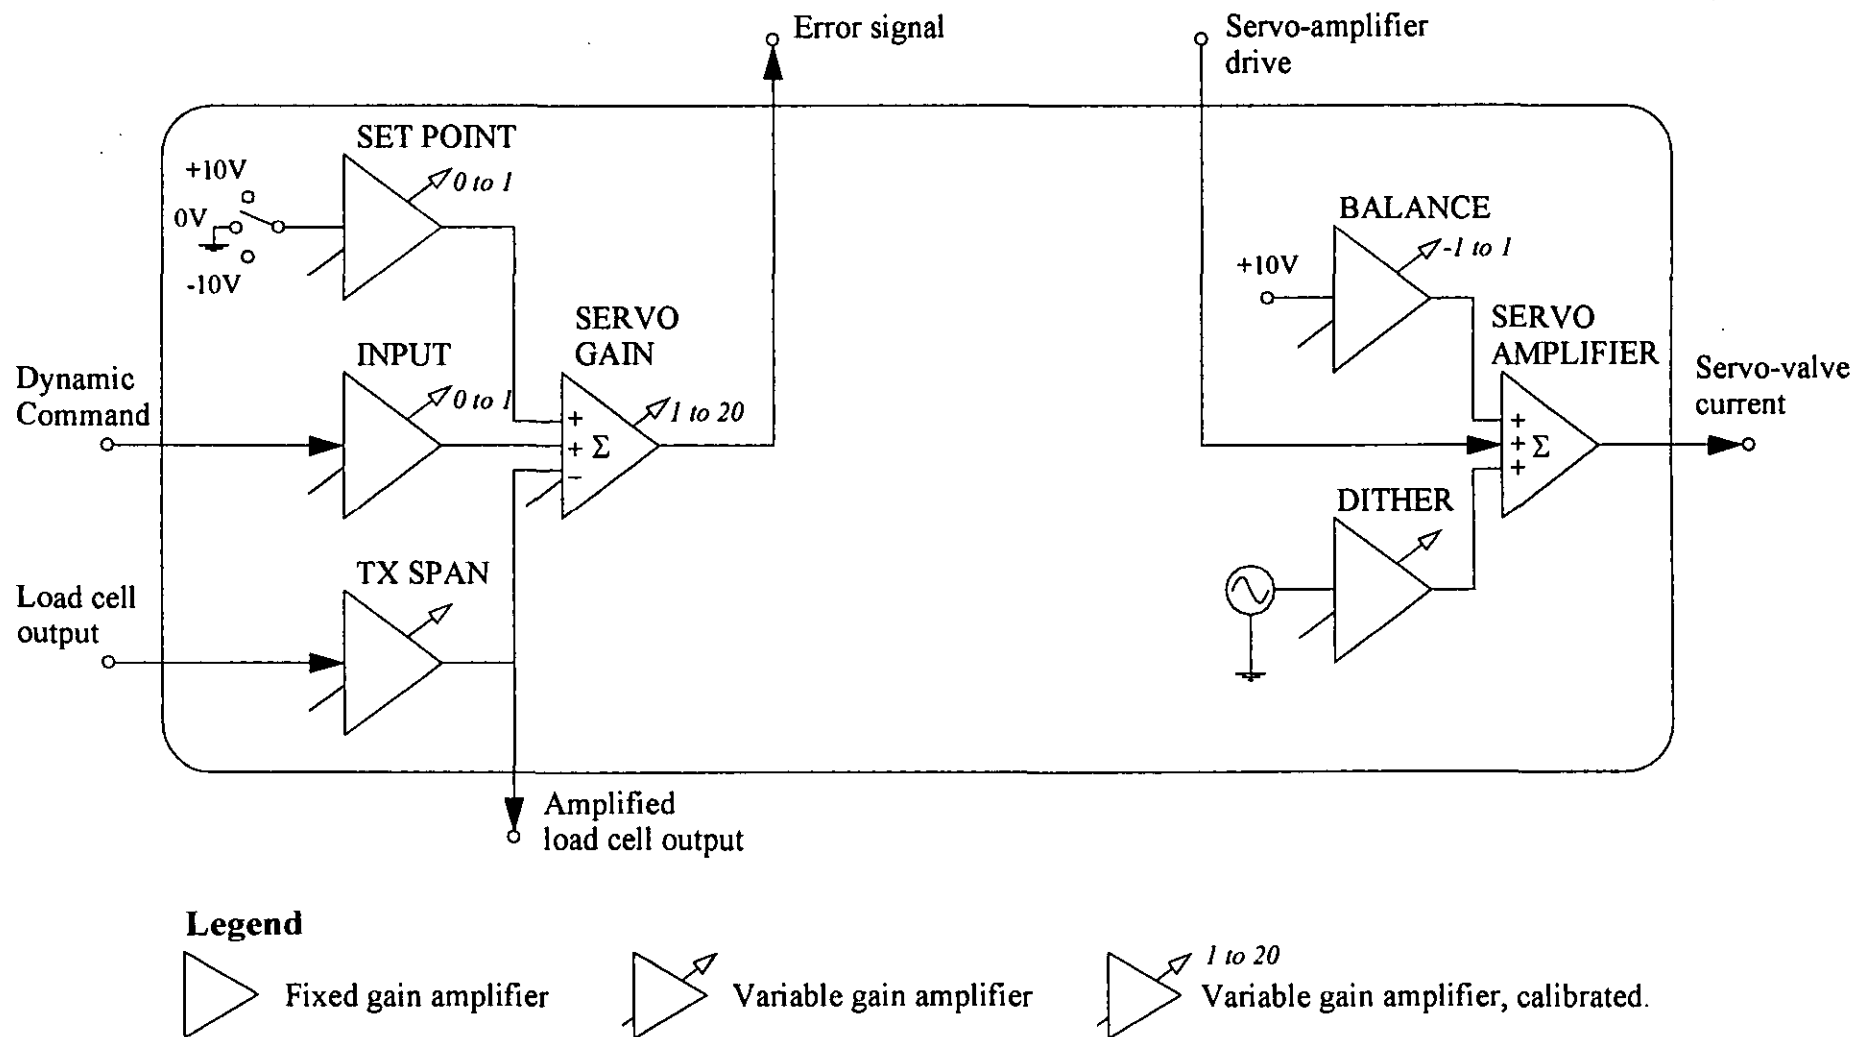 Error signal
Servo-amplifier
drive
SET POINT
+10V
0 to 1
0V
-10V
BALANCE
-1 to 1
+10V
SERVO
GAIN
INPUT
0 to 1
1 to 20
SERVO
AMPLIFIER
Dynamic
Command
Servo-valve
current
+
+ Σ
−
+
+ Σ
+
DITHER
TX SPAN
Load cell
output
Amplified
load cell output
Legend
Fixed gain amplifier
Variable gain amplifier
1 to 20
Variable gain amplifier, calibrated.